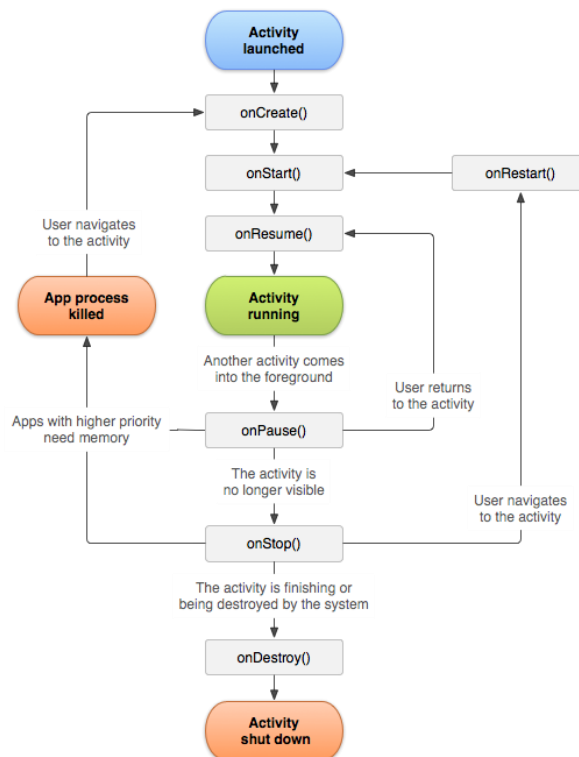 Activity
launched
onCreate()
onStart()
onRestart()
User navigates
to the activity
onResume()
App process
killed
Activity
running
Another activity comes
into the foreground
User returns
to the activity
Apps with higher priority
need memory
onPause()
The activity is
no longer visible
User navigates
to the activity
onStop()
The activity is finishing or
being destroyed by the system
onDestroy()
Activity
shut down